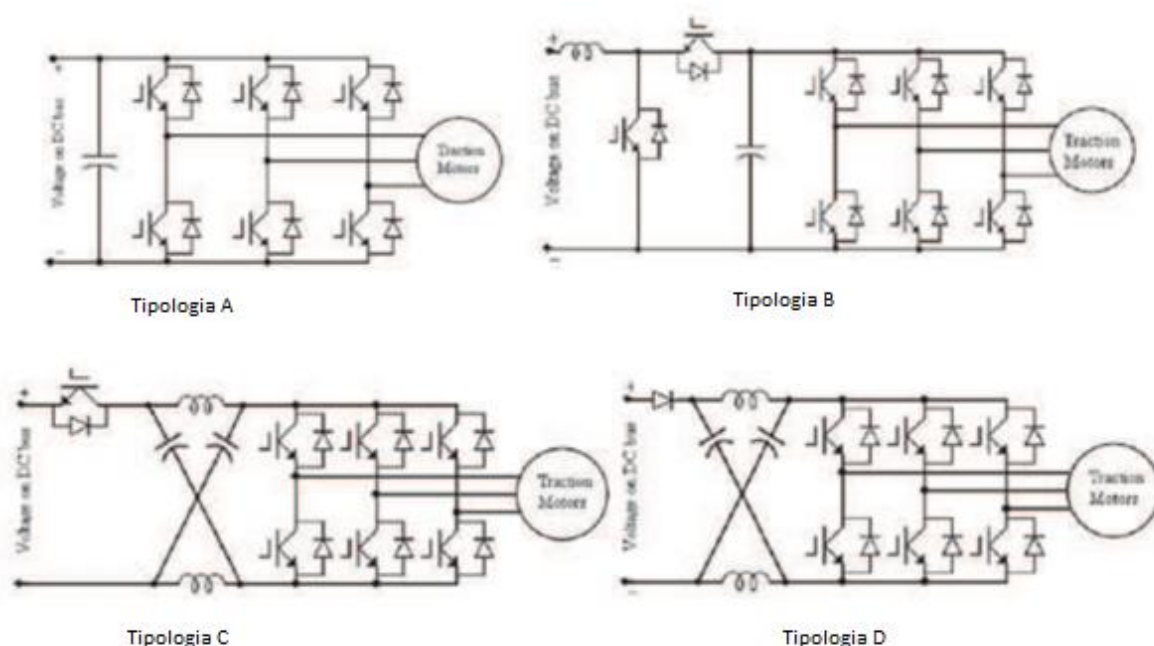 +
Voltage on DC bus
-
Traction
Motors
Tipologia A
+
Voltage on DC bus
-
Traction
Motors
Tipologia B
+
Voltage on DC bus
Traction
Motors
Tipologia C
+
Voltage on DC bus
-
Traction
Motors
Tipologia D